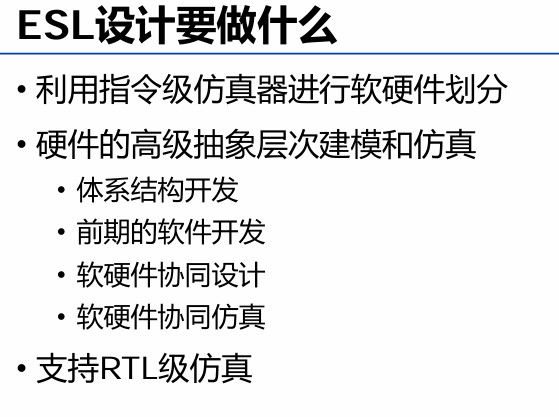 ESL设计要做什么
• 利用指令级仿真器进行软硬件划分
• 硬件的高级抽象层次建模和仿真
• 体系结构开发
• 前期的软件开发
• 软硬件协同设计
• 软硬件协同仿真
• 支持RTL级仿真